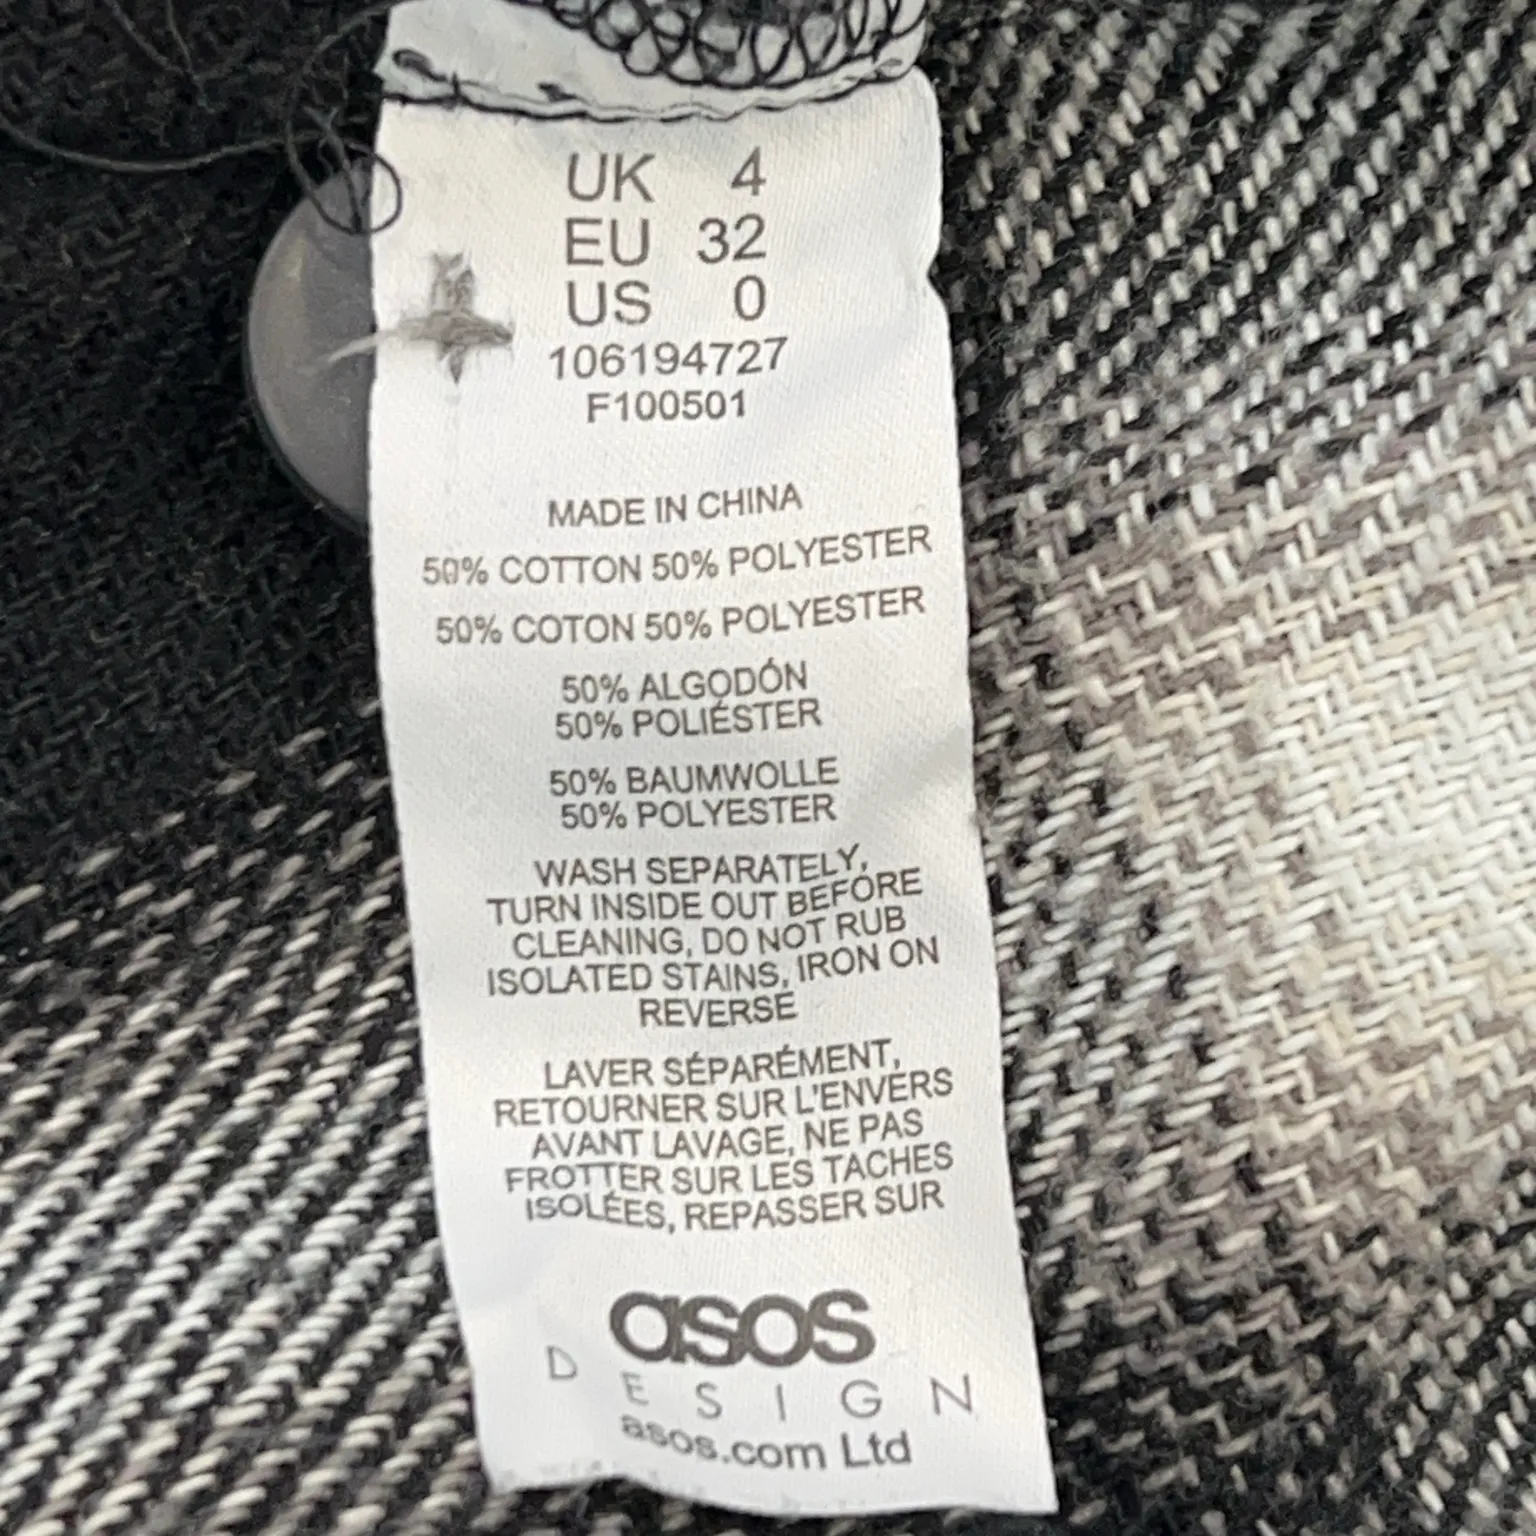 UK 4
EU 32
US 0
106194727
F100501
MADE IN CHINA
50% COTTON 50% POLYESTER
50% COTON 50% POLYESTER
50% ALGODÓN
50% POLIÉSTER
50% BAUMWOLLE
50% POLYESTER
WASH SEPARATELY,
TURN INSIDE OUT BEFORE
CLEANING, DO NOT RUB
ISOLATED STAINS, IRON ON
REVERSE
LAVER SÉPARÉMENT,
RETOURNER SUR L'ENVERS
AVANT LAVAGE, NE PAS
FROTTER SUR LES TACHES
ISOLÉES, REPASSER SUR
asos
DESIGN
asos.com Ltd